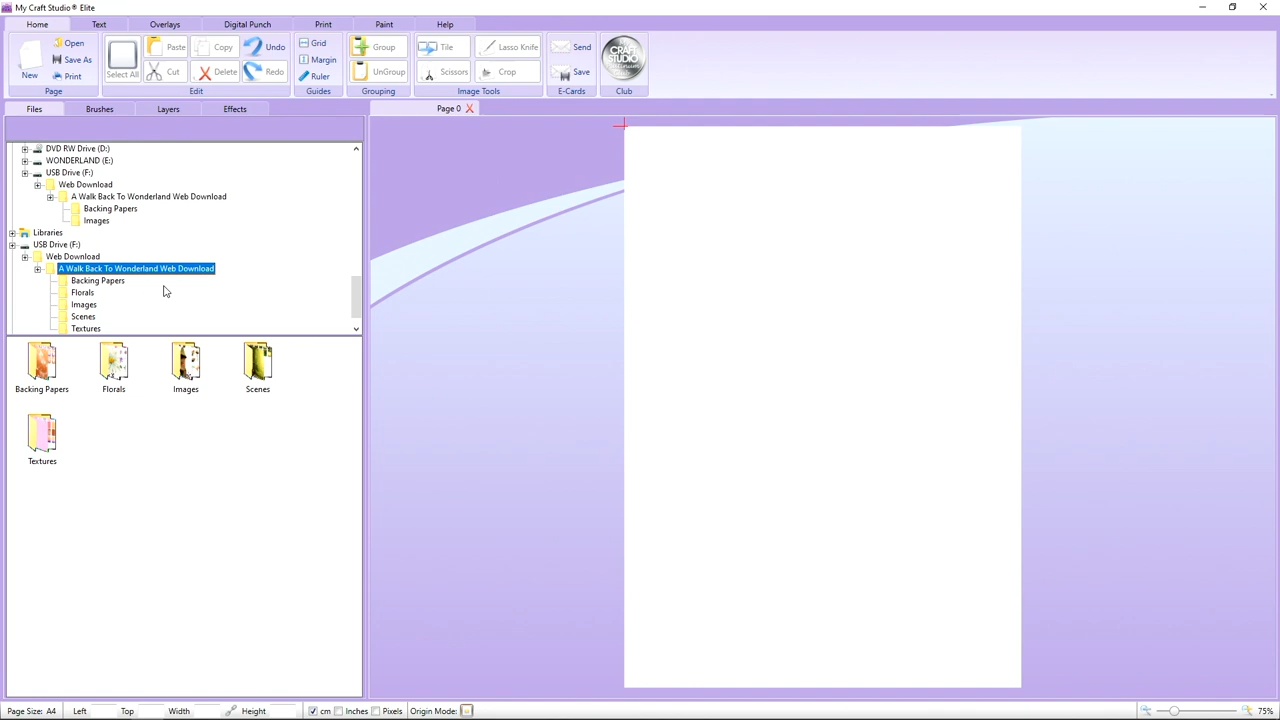 My Craft Studio® Elite
Home Text Overlays Digital Punch Print Paint Help
New Open Save As Print Page
Select All Paste Copy Undo Cut Delete Redo Edit
Grid Margin Ruler Guides
Group UnGroup Grouping
Tile Lasso Knife Scissors Crop Image Tools
Send Save E-Cards
CRAFT STUDIO Club
Files Brushes Layers Effects Page 0
DVD RW Drive (D:)
WONDERLAND (E:)
USB Drive (F:)
Web Download
A Walk Back To Wonderland Web Download
Backing Papers
Images
Libraries
USB Drive (F:)
Web Download
A Walk Back To Wonderland Web Download
Backing Papers
Florals
Images
Scenes
Textures
Backing Papers Florals Images Scenes
Textures
Page Size: A4 Left Top Width Height cm Inches Pixels Origin Mode: 75%